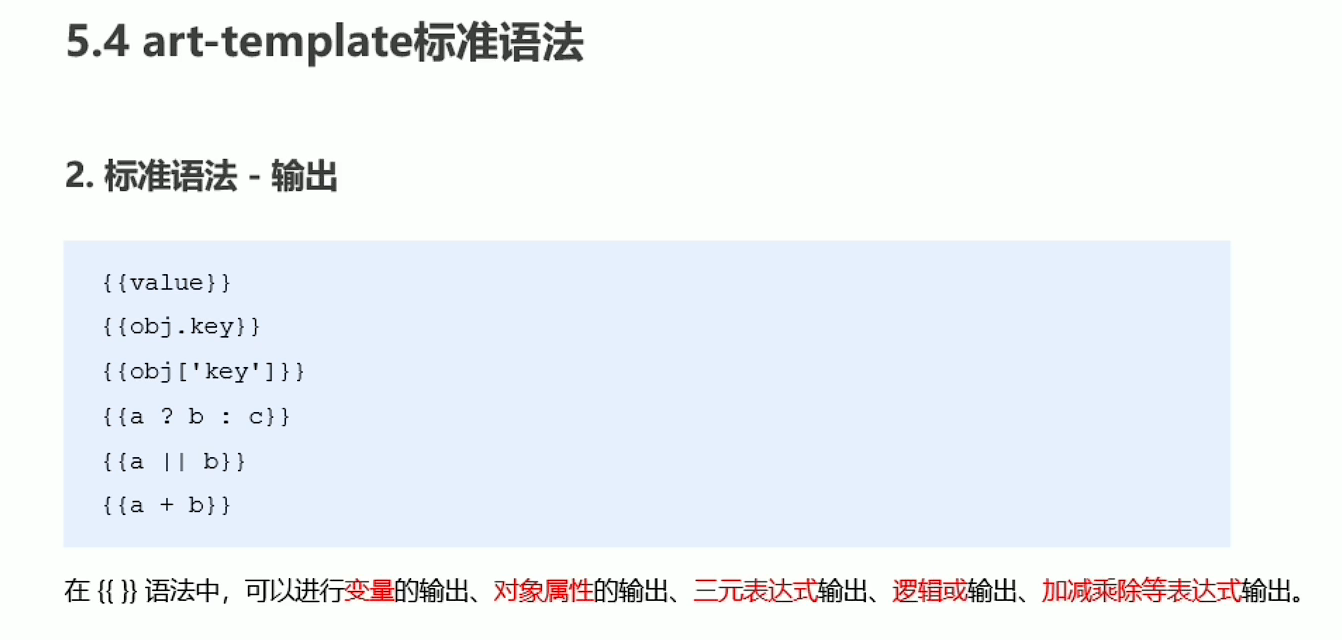 5.4 art-template标准语法
2. 标准语法 - 输出
{{value}}
{{obj.key}}
{{obj['key']}}
{{a ? b : c}}
{{a || b}}
{{a + b}}
在 {{ }} 语法中，可以进行变量的输出、对象属性的输出、三元表达式输出、逻辑或输出、加减乘除等表达式输出。